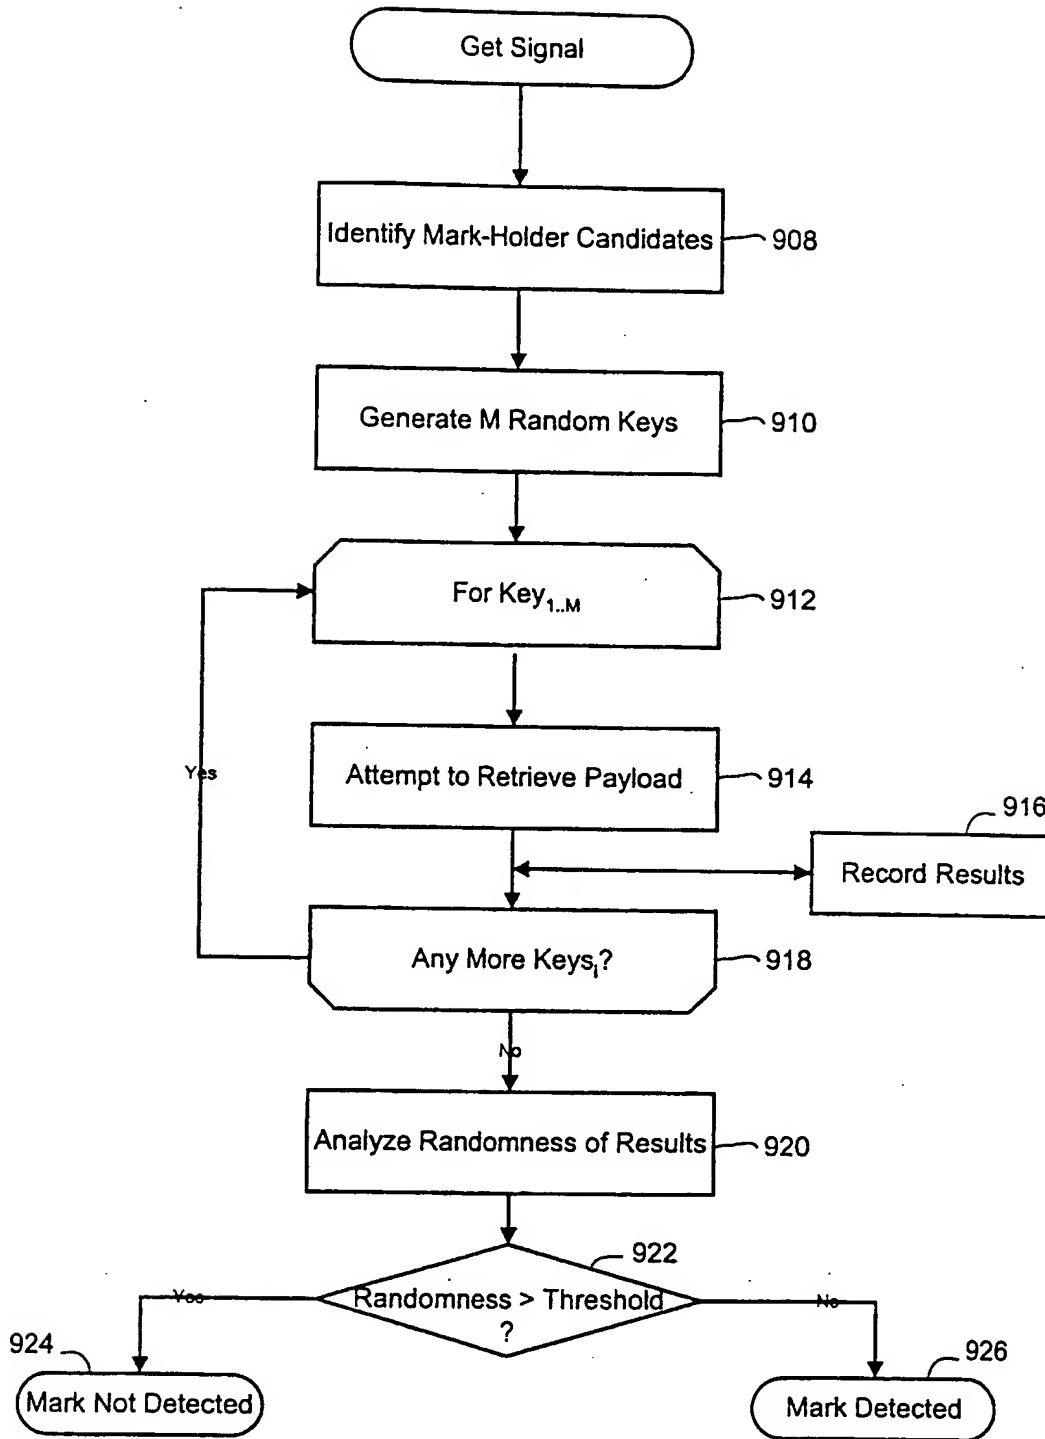 Get Signal
Identify Mark-Holder Candidates
908
Generate M Random Keys
910
For Key1..M
912
Yes
Attempt to Retrieve Payload
914
916
Record Results
Any More Keysi?
918
No
Analyze Randomness of Results
920
922
Randomness > Threshold
?
Yes
No
924
Mark Not Detected
926
Mark Detected